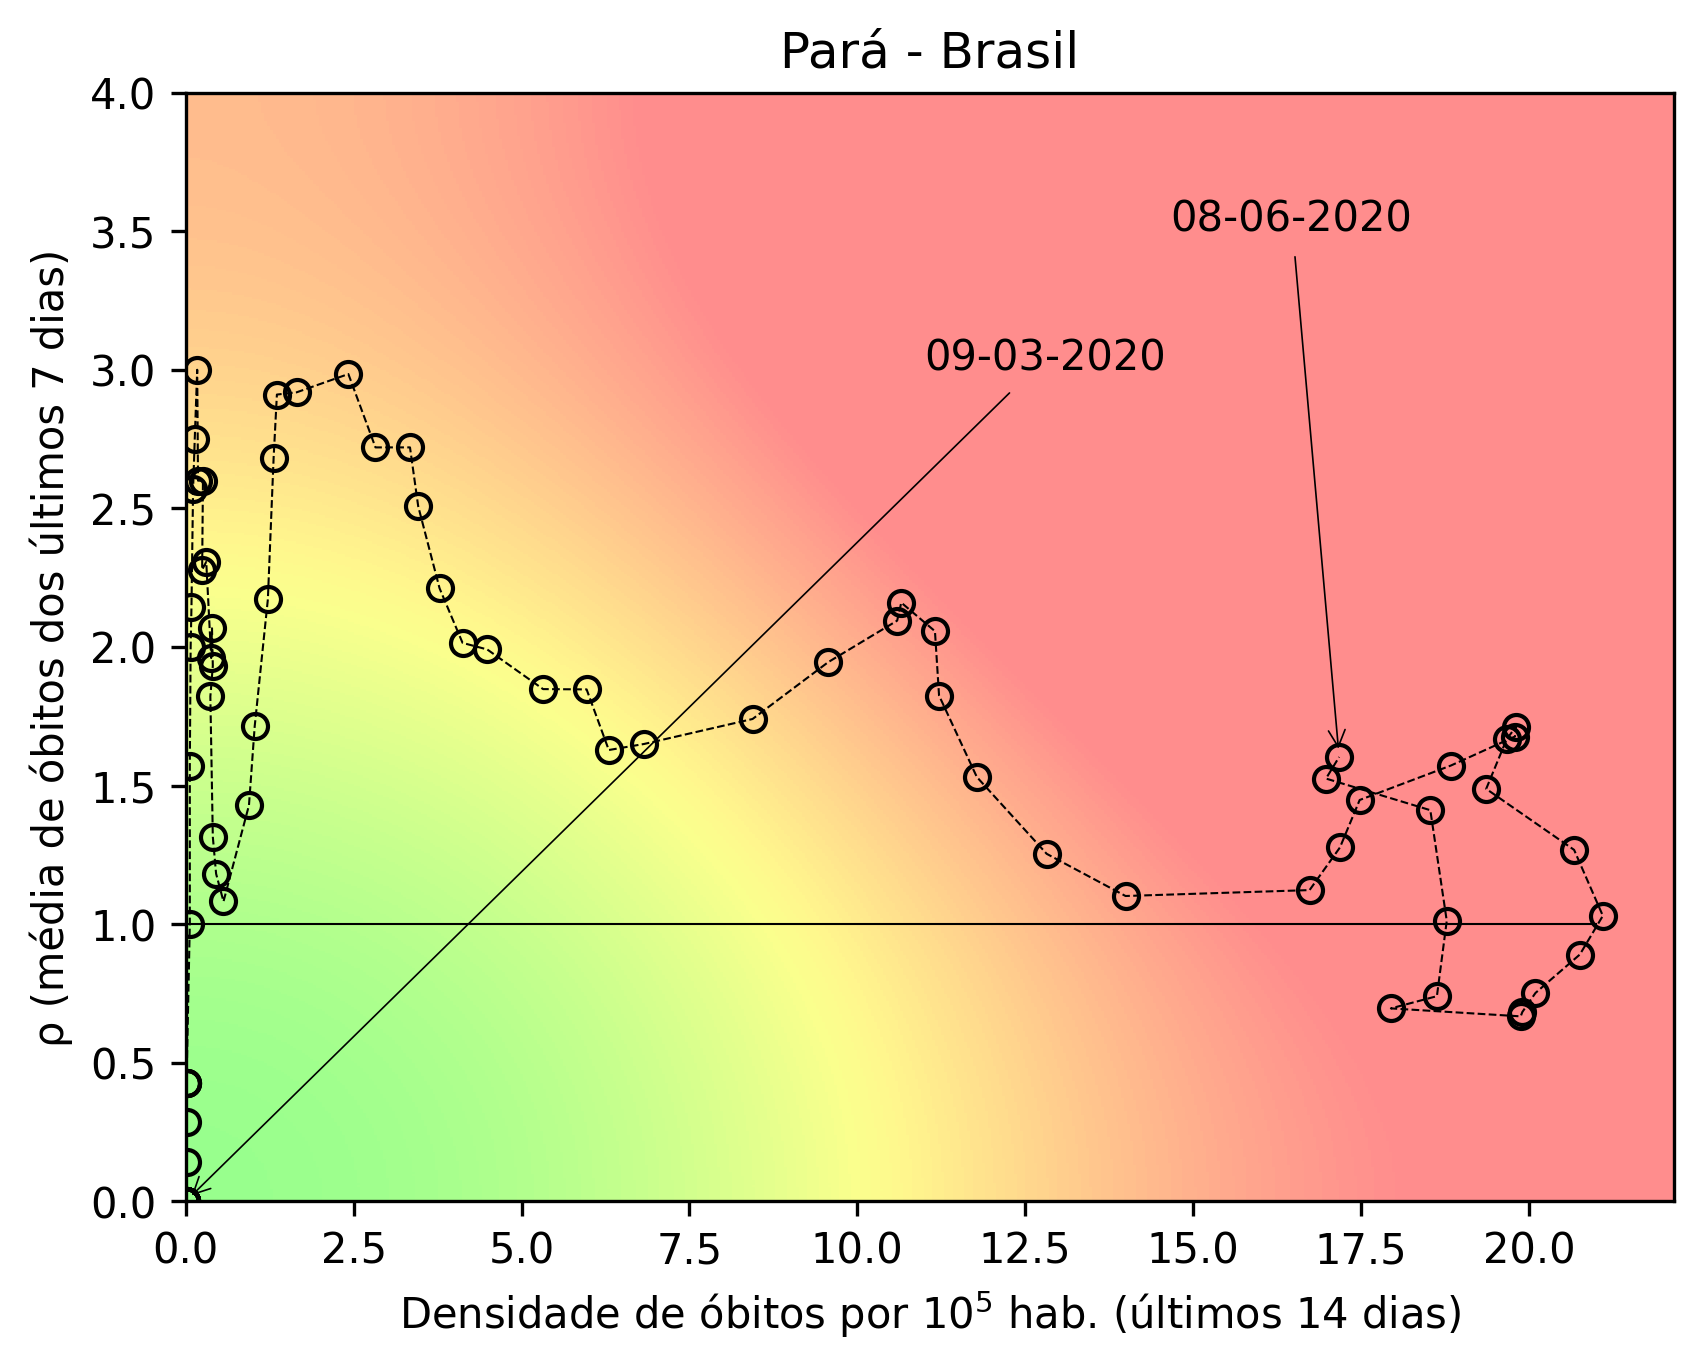 Pará - Brasil
4.0
3.5
3.0
2.5
2.0
1.5
1.0
0.5
0.0
ρ (média de óbitos dos últimos 7 dias)
08-06-2020
09-03-2020
0.0 2.5 5.0 7.5 10.0 12.5 15.0 17.5 20.0
Densidade de óbitos por 10⁵ hab. (últimos 14 dias)